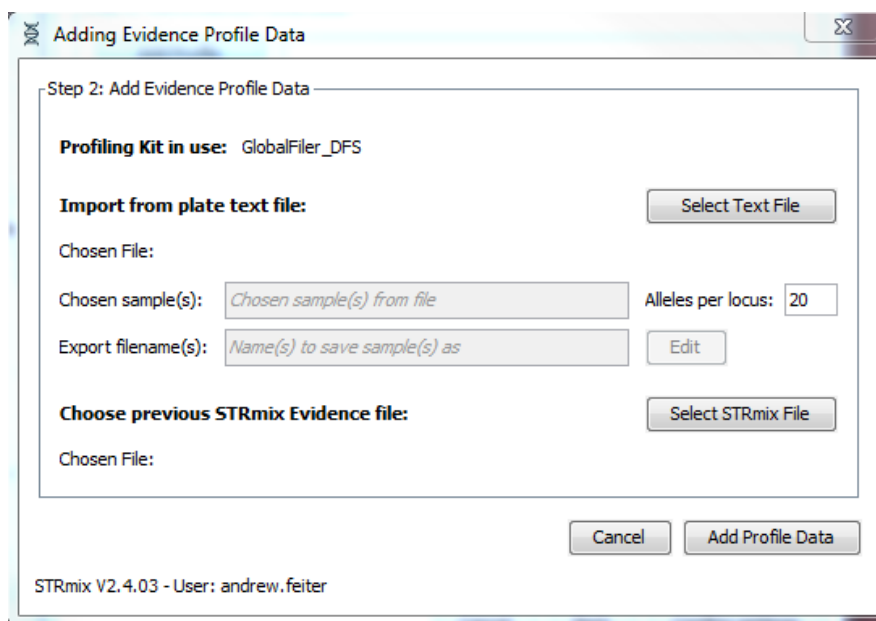 Adding Evidence Profile Data
Step 2: Add Evidence Profile Data
Profiling Kit in use: GlobalFiler_DFS
Import from plate text file: Select Text File
Chosen File:
Chosen sample(s): Chosen sample(s) from file Alleles per locus: 20
Export filename(s): Name(s) to save sample(s) as Edit
Choose previous STRmix Evidence file: Select STRmix File
Chosen File:
Cancel Add Profile Data
STRmix V2.4.03 - User: andrew.feiter